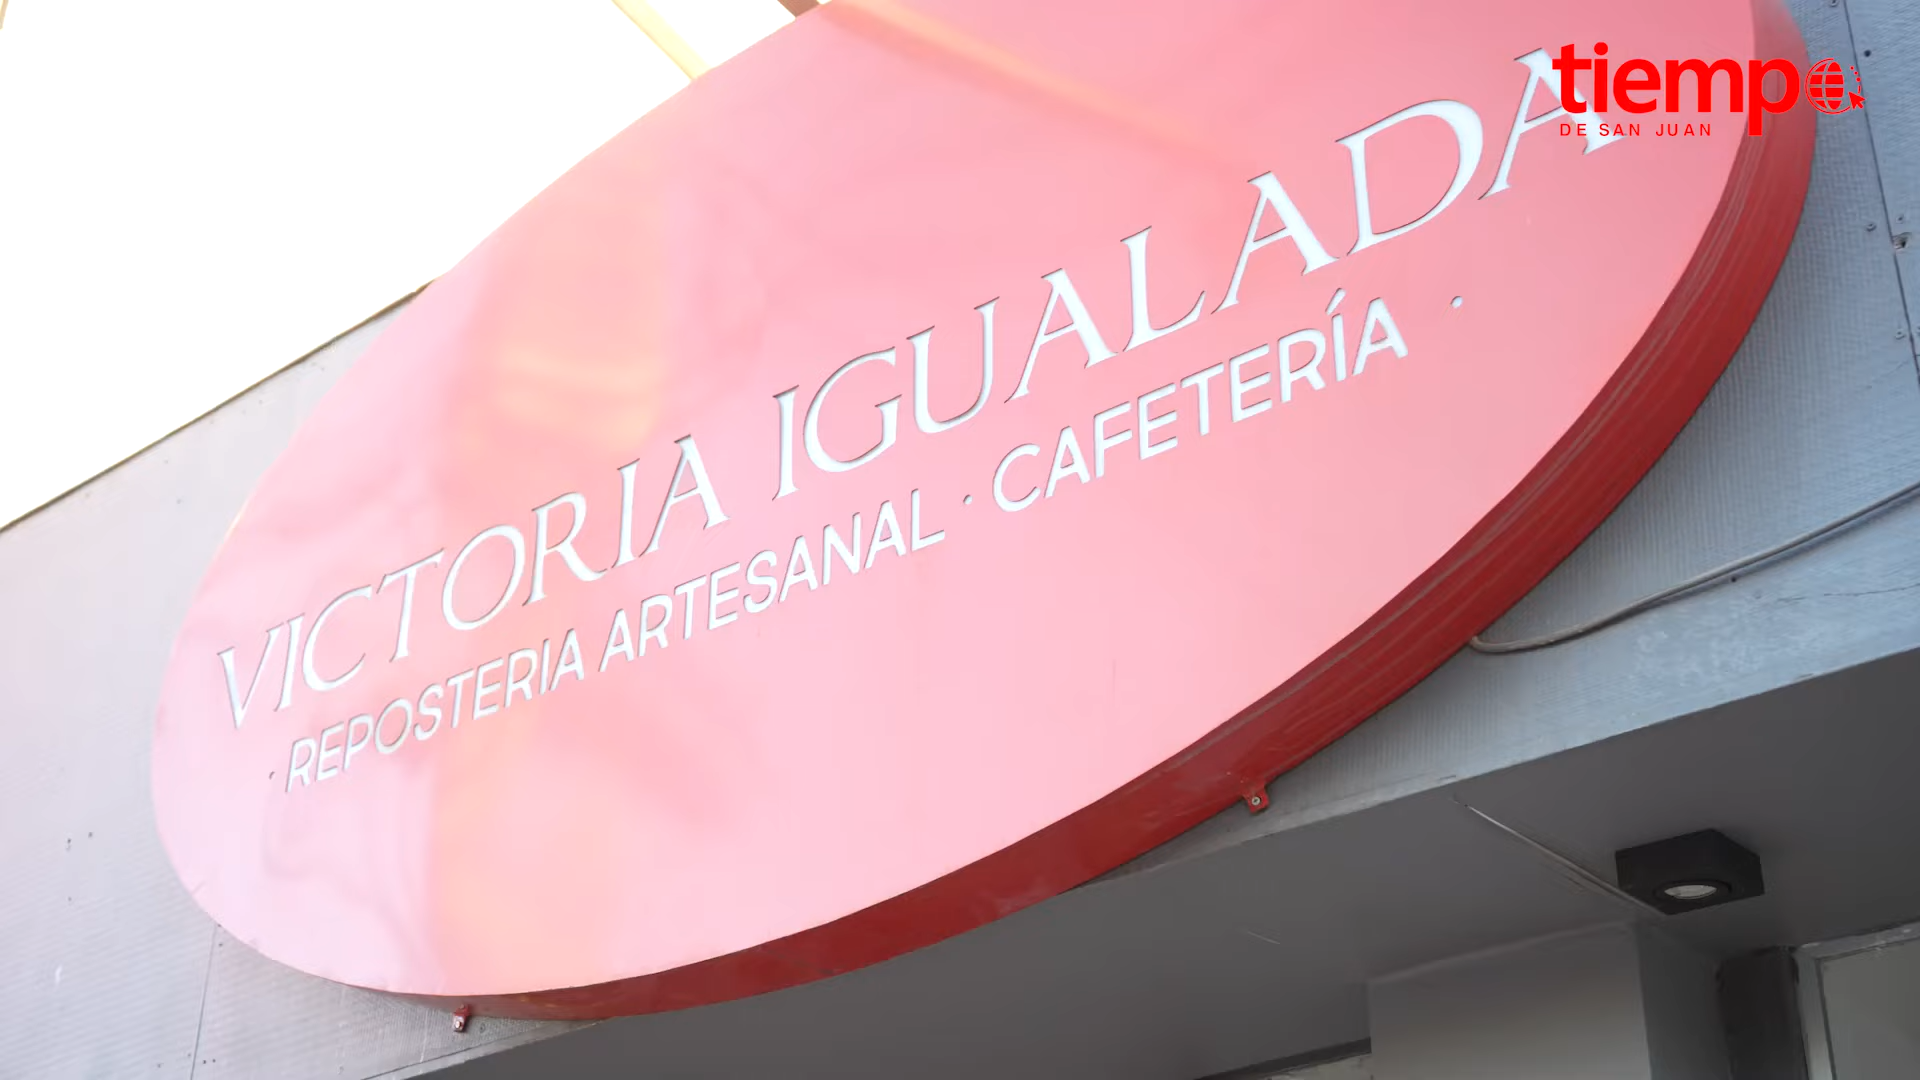 VICTORIA IGUALADA
· REPOSTERIA ARTESANAL · CAFETERÍA ·
tiempo
DE SAN JUAN